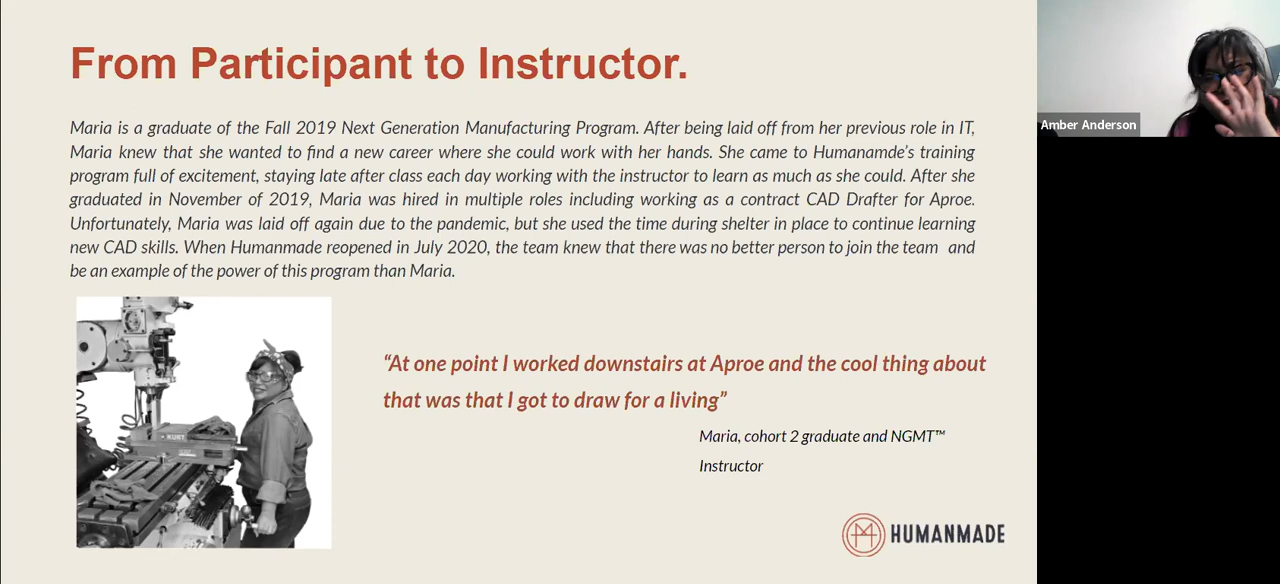 From Participant to Instructor.
Maria is a graduate of the Fall 2019 Next Generation Manufacturing Program. After being laid off from her previous role in IT,
Maria knew that she wanted to find a new career where she could work with her hands. She came to Humanamde's training
program full of excitement, staying late after class each day working with the instructor to learn as much as she could. After she
graduated in November of 2019, Maria was hired in multiple roles including working as a contract CAD Drafter for Aproe.
Unfortunately, Maria was laid off again due to the pandemic, but she used the time during shelter in place to continue learning
new CAD skills. When Humanmade reopened in July 2020, the team knew that there was no better person to join the team and
be an example of the power of this program than Maria.
KURT
“At one point I worked downstairs at Aproe and the cool thing about
that was that I got to draw for a living”
Maria, cohort 2 graduate and NGMT™
Instructor
HUMANMADE
Amber Anderson